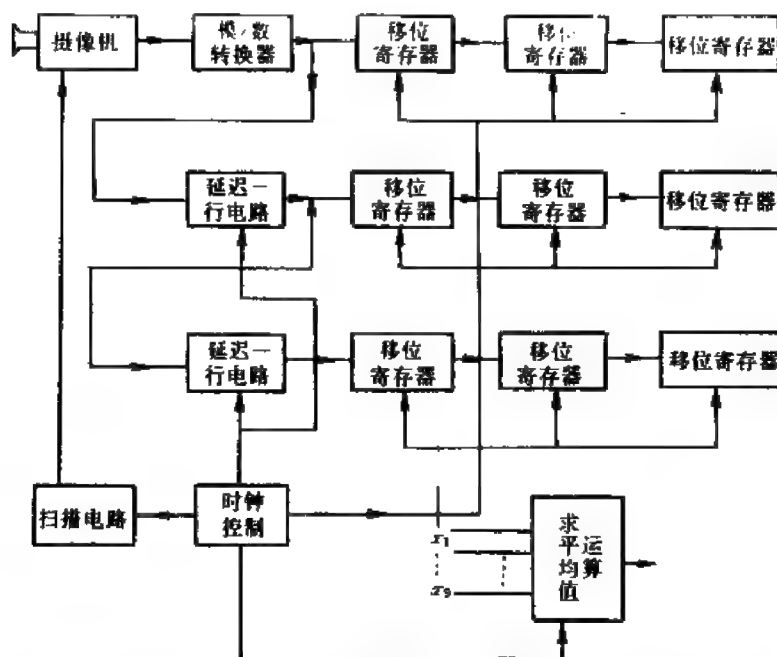 摄像机
模/数
转换器
移位
寄存器
移位
寄存器
移位寄存器
延迟一
行电路
移位
寄存器
移位
寄存器
移位寄存器
延迟一
行电路
移位
寄存器
移位
寄存器
移位寄存器
扫描电路
时钟
控制
x₁
x₉
求平均值
运算